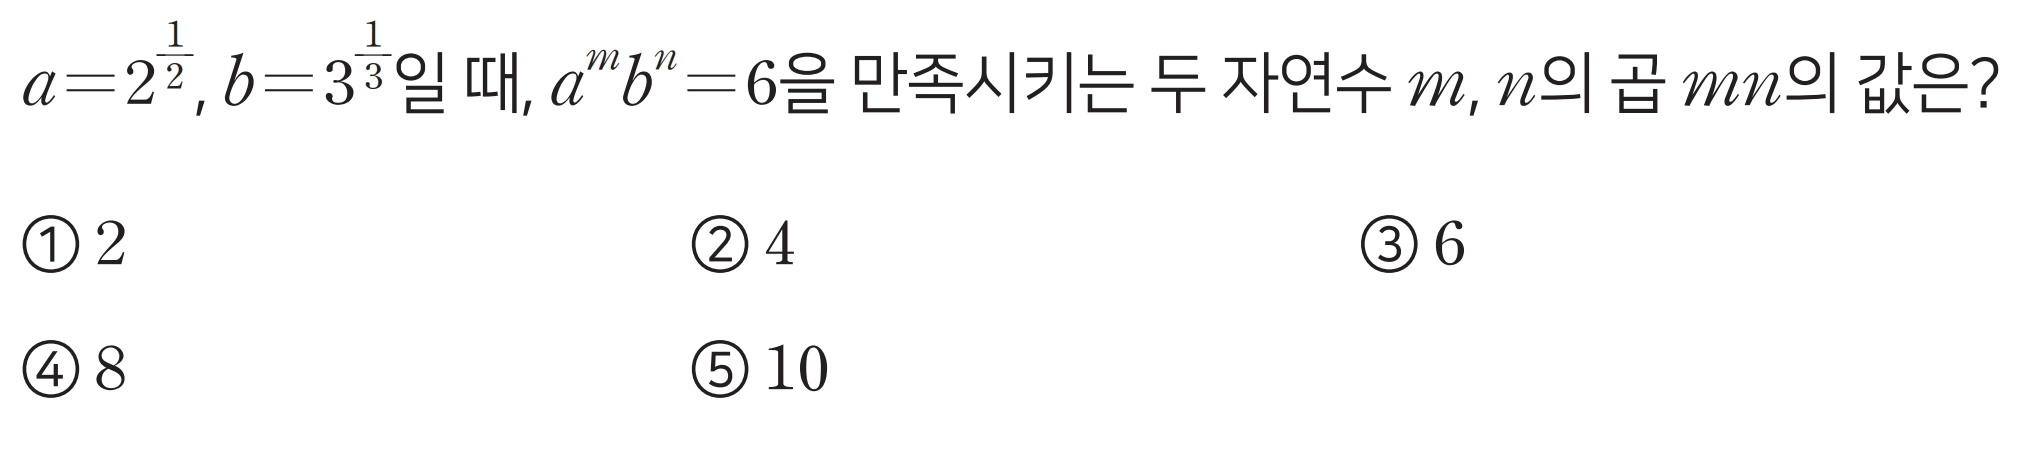 $a=2^{\frac{1}{2}}$, $b=3^{\frac{1}{3}}$일 때, $a^m b^n=6$을 만족시키는 두 자연수 $m$, $n$의 곱 $mn$의 값은?
① 2 ② 4 ③ 6
④ 8 ⑤ 10